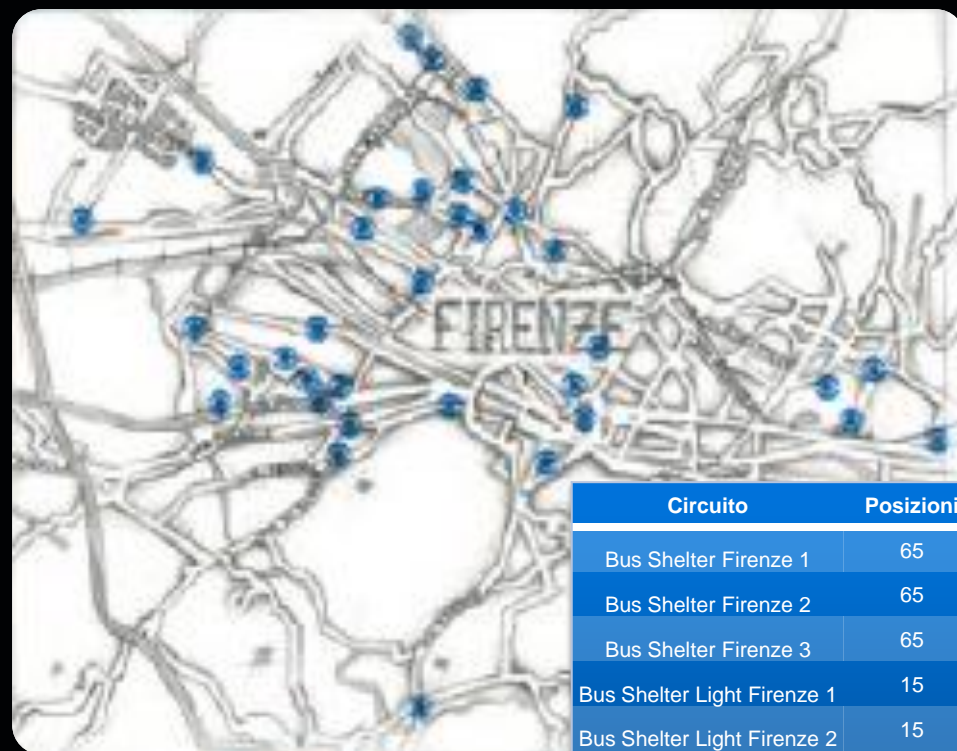 FIRENZE
Circuito Posizioni
Bus Shelter Firenze 1 65
Bus Shelter Firenze 2 65
Bus Shelter Firenze 3 65
Bus Shelter Light Firenze 1 15
Bus Shelter Light Firenze 2 15